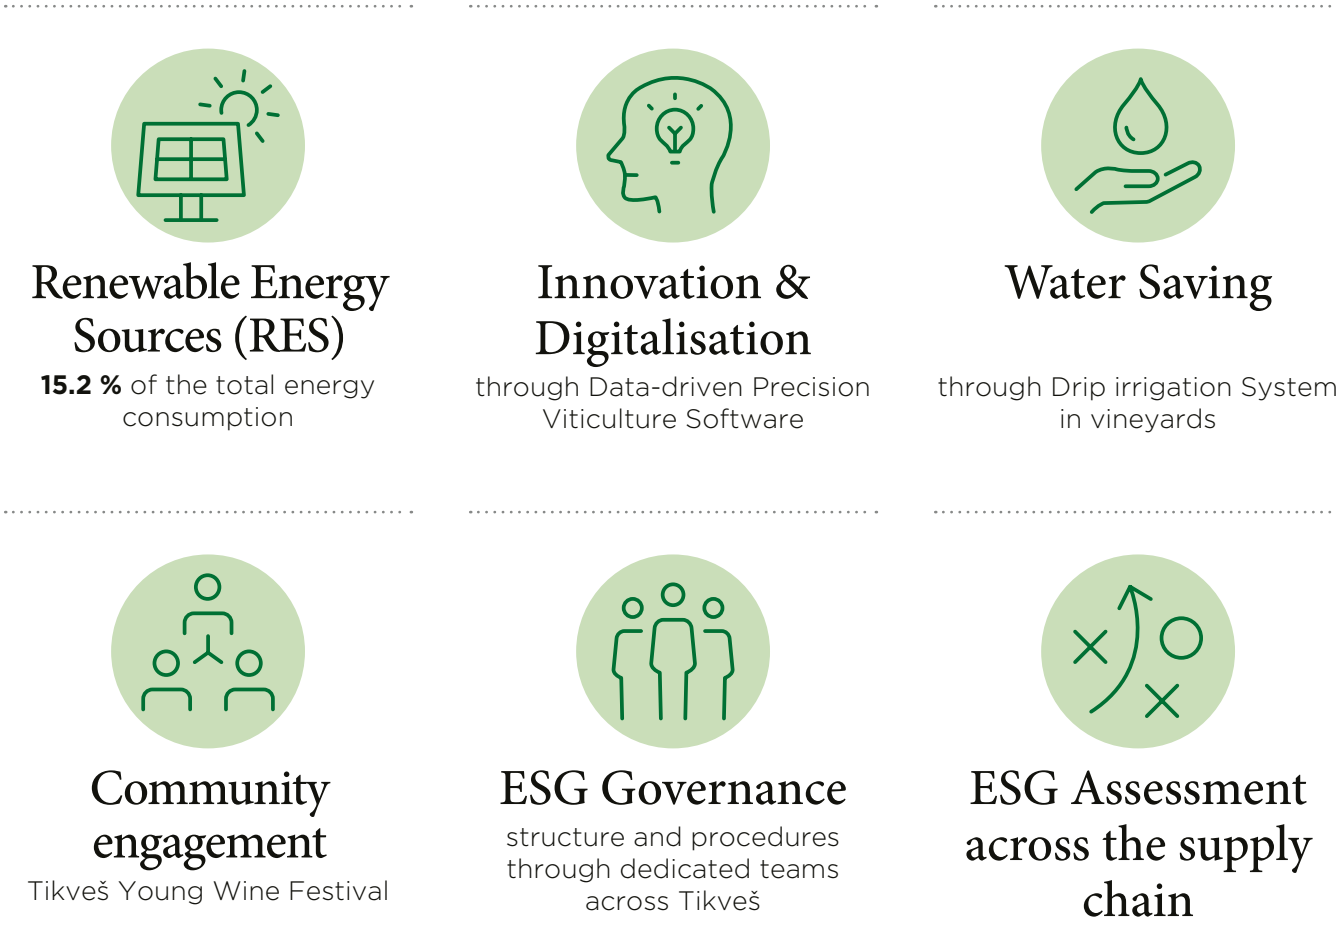 Renewable Energy
Sources (RES)
15.2 % of the total energy
consumption
Innovation &
Digitalisation
through Data-driven Precision
Viticulture Software
Water Saving
through Drip irrigation System
in vineyards
Community
engagement
Tikveš Young Wine Festival
ESG Governance
structure and procedures
through dedicated teams
across Tikveš
ESG Assessment
across the supply
chain